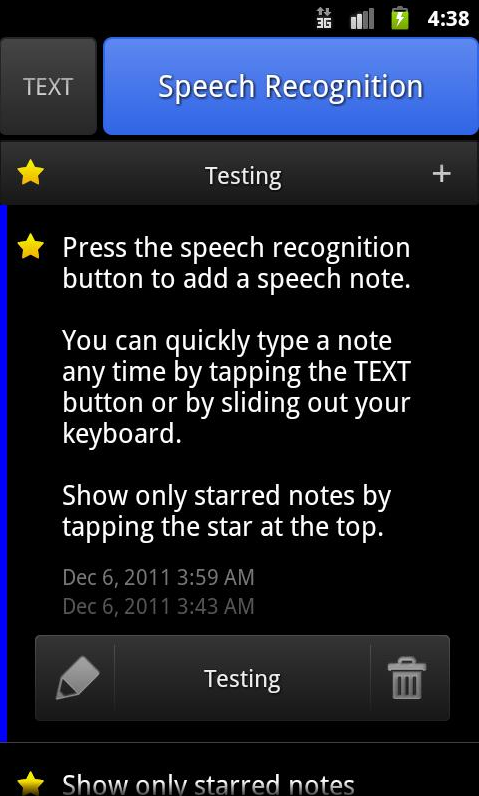 3G
4:38
TEXT
Speech Recognition
Testing
+
Press the speech recognition
button to add a speech note.
You can quickly type a note
any time by tapping the TEXT
button or by sliding out your
keyboard.
Show only starred notes by
tapping the star at the top.
Dec 6, 2011 3:59 AM
Dec 6, 2011 3:43 AM
Testing
Show only starred notes